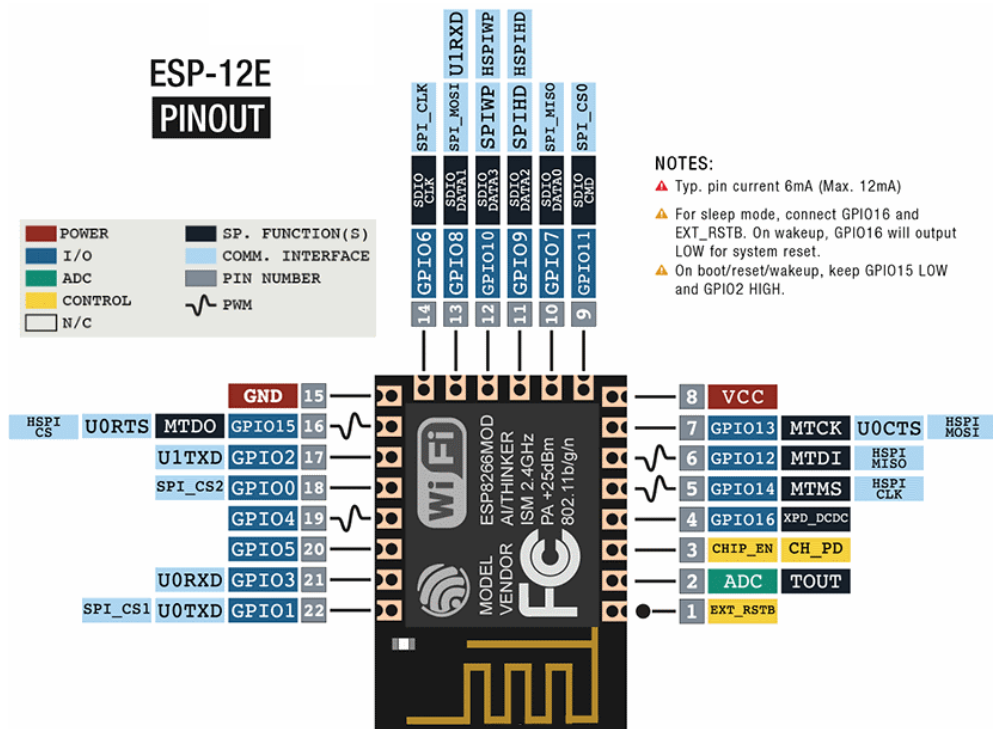 ESP-12E
PINOUT
POWER
I/O
ADC
CONTROL
N/C
SP. FUNCTION(S)
COMM. INTERFACE
PIN NUMBER
PWM
SPI_CLK SDIO CLK GPIO6 14
U1RXD SPI_MOSI SDIO DATA1 GPIO8 13
HSPIWP SPIWP SDIO DATA3 GPIO10 12
HSPIHD SPIHD SDIO DATA2 GPIO9 11
SPI_MISO SDIO DATA0 GPIO7 10
SPI_CS0 SDIO CMD GPIO11 9
NOTES:
Typ. pin current 6mA (Max. 12mA)
For sleep mode, connect GPIO16 and
EXT_RSTB. On wakeup, GPIO16 will output
LOW for system reset.
On boot/reset/wakeup, keep GPIO15 LOW
and GPIO2 HIGH.
GND 15
HSPI CS U0RTS MTDO GPIO15 16
U1TXD GPIO2 17
SPI_CS2 GPIO0 18
GPIO4 19
GPIO5 20
U0RXD GPIO3 21
SPI_CS1 U0TXD GPIO1 22
WiFi
ESP8266MOD
AI/THINKER
ISM 2.4GHz
PA +25dBm
802.11b/g/n
MODEL
VENDOR
FC
8 VCC
7 GPIO13 MTCK U0CTS HSPI MOSI
6 GPIO12 MTDI HSPI MISO
5 GPIO14 MTMS HSPI CLK
4 GPIO16 XPD_DCDC
3 CHIP_EN CH_PD
2 ADC TOUT
1 EXT_RSTB